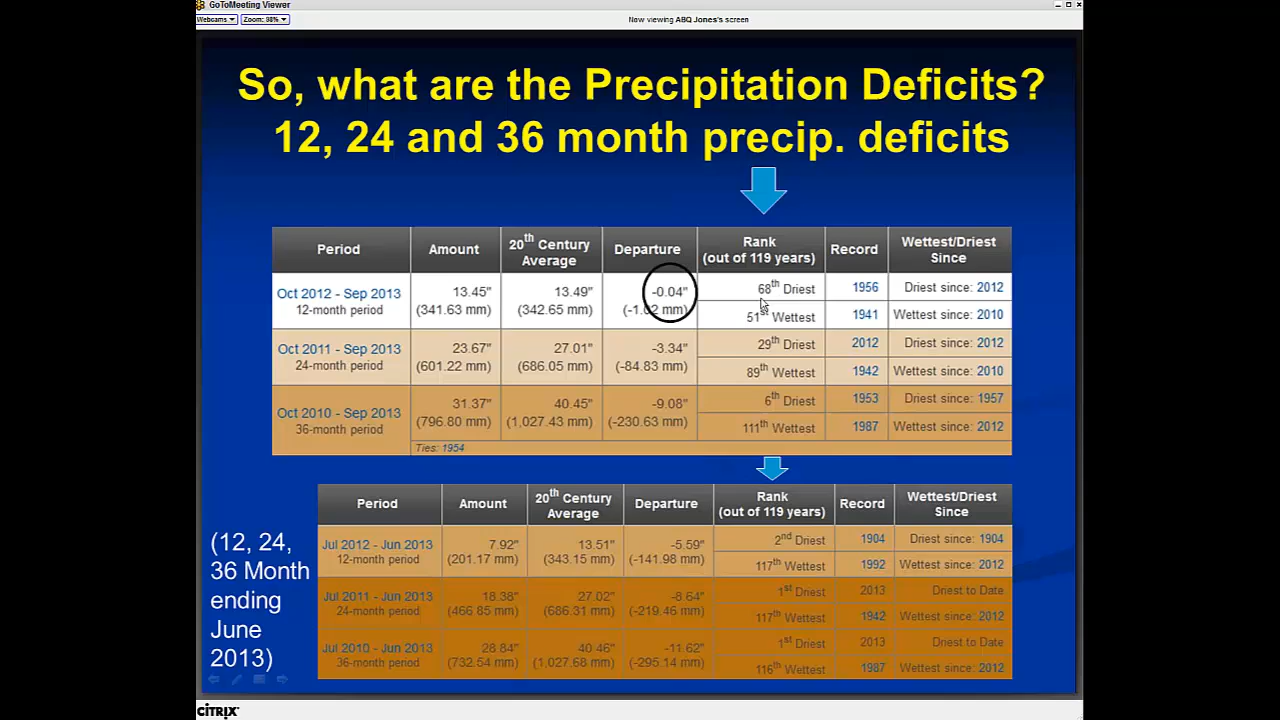 GoToMeeting Viewer
Webcams Zoom: 38% Now viewing ABQ Jones's screen
So, what are the Precipitation Deficits?
12, 24 and 36 month precip. deficits
Period Amount 20th Century Average Departure Rank (out of 119 years) Record Wettest/Driest Since
Oct 2012 - Sep 2013 13.45" 13.49" -0.04" 68th Driest 1956 Driest since: 2012
12-month period (341.63 mm) (342.65 mm) (-1.02 mm) 51st Wettest 1941 Wettest since: 2010
Oct 2011 - Sep 2013 23.67" 27.01" -3.34" 29th Driest 2012 Driest since: 2012
24-month period (601.22 mm) (686.05 mm) (-84.83 mm) 89th Wettest 1942 Wettest since: 2010
Oct 2010 - Sep 2013 31.37" 40.45" -9.08" 6th Driest 1953 Driest since: 1957
36-month period (796.80 mm) (1,027.43 mm) (-230.63 mm) 111th Wettest 1987 Wettest since: 2012
Ties: 1954
Period Amount 20th Century Average Departure Rank (out of 119 years) Record Wettest/Driest Since
Jul 2012 - Jun 2013 7.92" 13.51" -5.59" 2nd Driest 1904 Driest since: 1904
12-month period (201.17 mm) (343.15 mm) (-141.98 mm) 117th Wettest 1992 Wettest since: 2012
Jul 2011 - Jun 2013 18.38" 27.02" -8.64" 1st Driest 2013 Driest to Date
24-month period (466.85 mm) (686.31 mm) (-219.46 mm) 117th Wettest 1942 Wettest since: 2012
Jul 2010 - Jun 2013 28.84" 40.46" -11.62" 1st Driest 2013 Driest to Date
36-month period (732.54 mm) (1,027.68 mm) (-295.14 mm) 116th Wettest 1987 Wettest since: 2012
(12, 24,
36 Month
ending
June
2013)
CITRIX